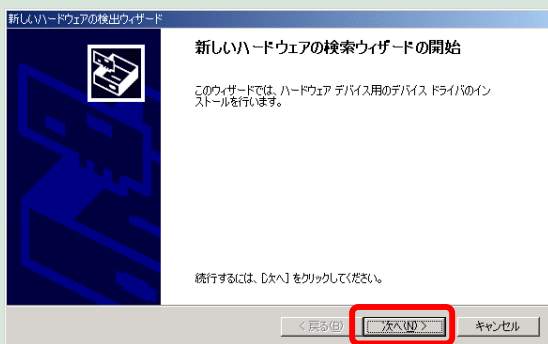 新しいハードウェアの検出ウィザード
新しいハードウェアの検索ウィザードの開始
このウィザードでは、ハードウェア デバイス用のデバイス ドライバのイン
ストールを行います。
続行するには、[次へ] をクリックしてください。
< 戻る(B)
次へ(N) >
キャンセル